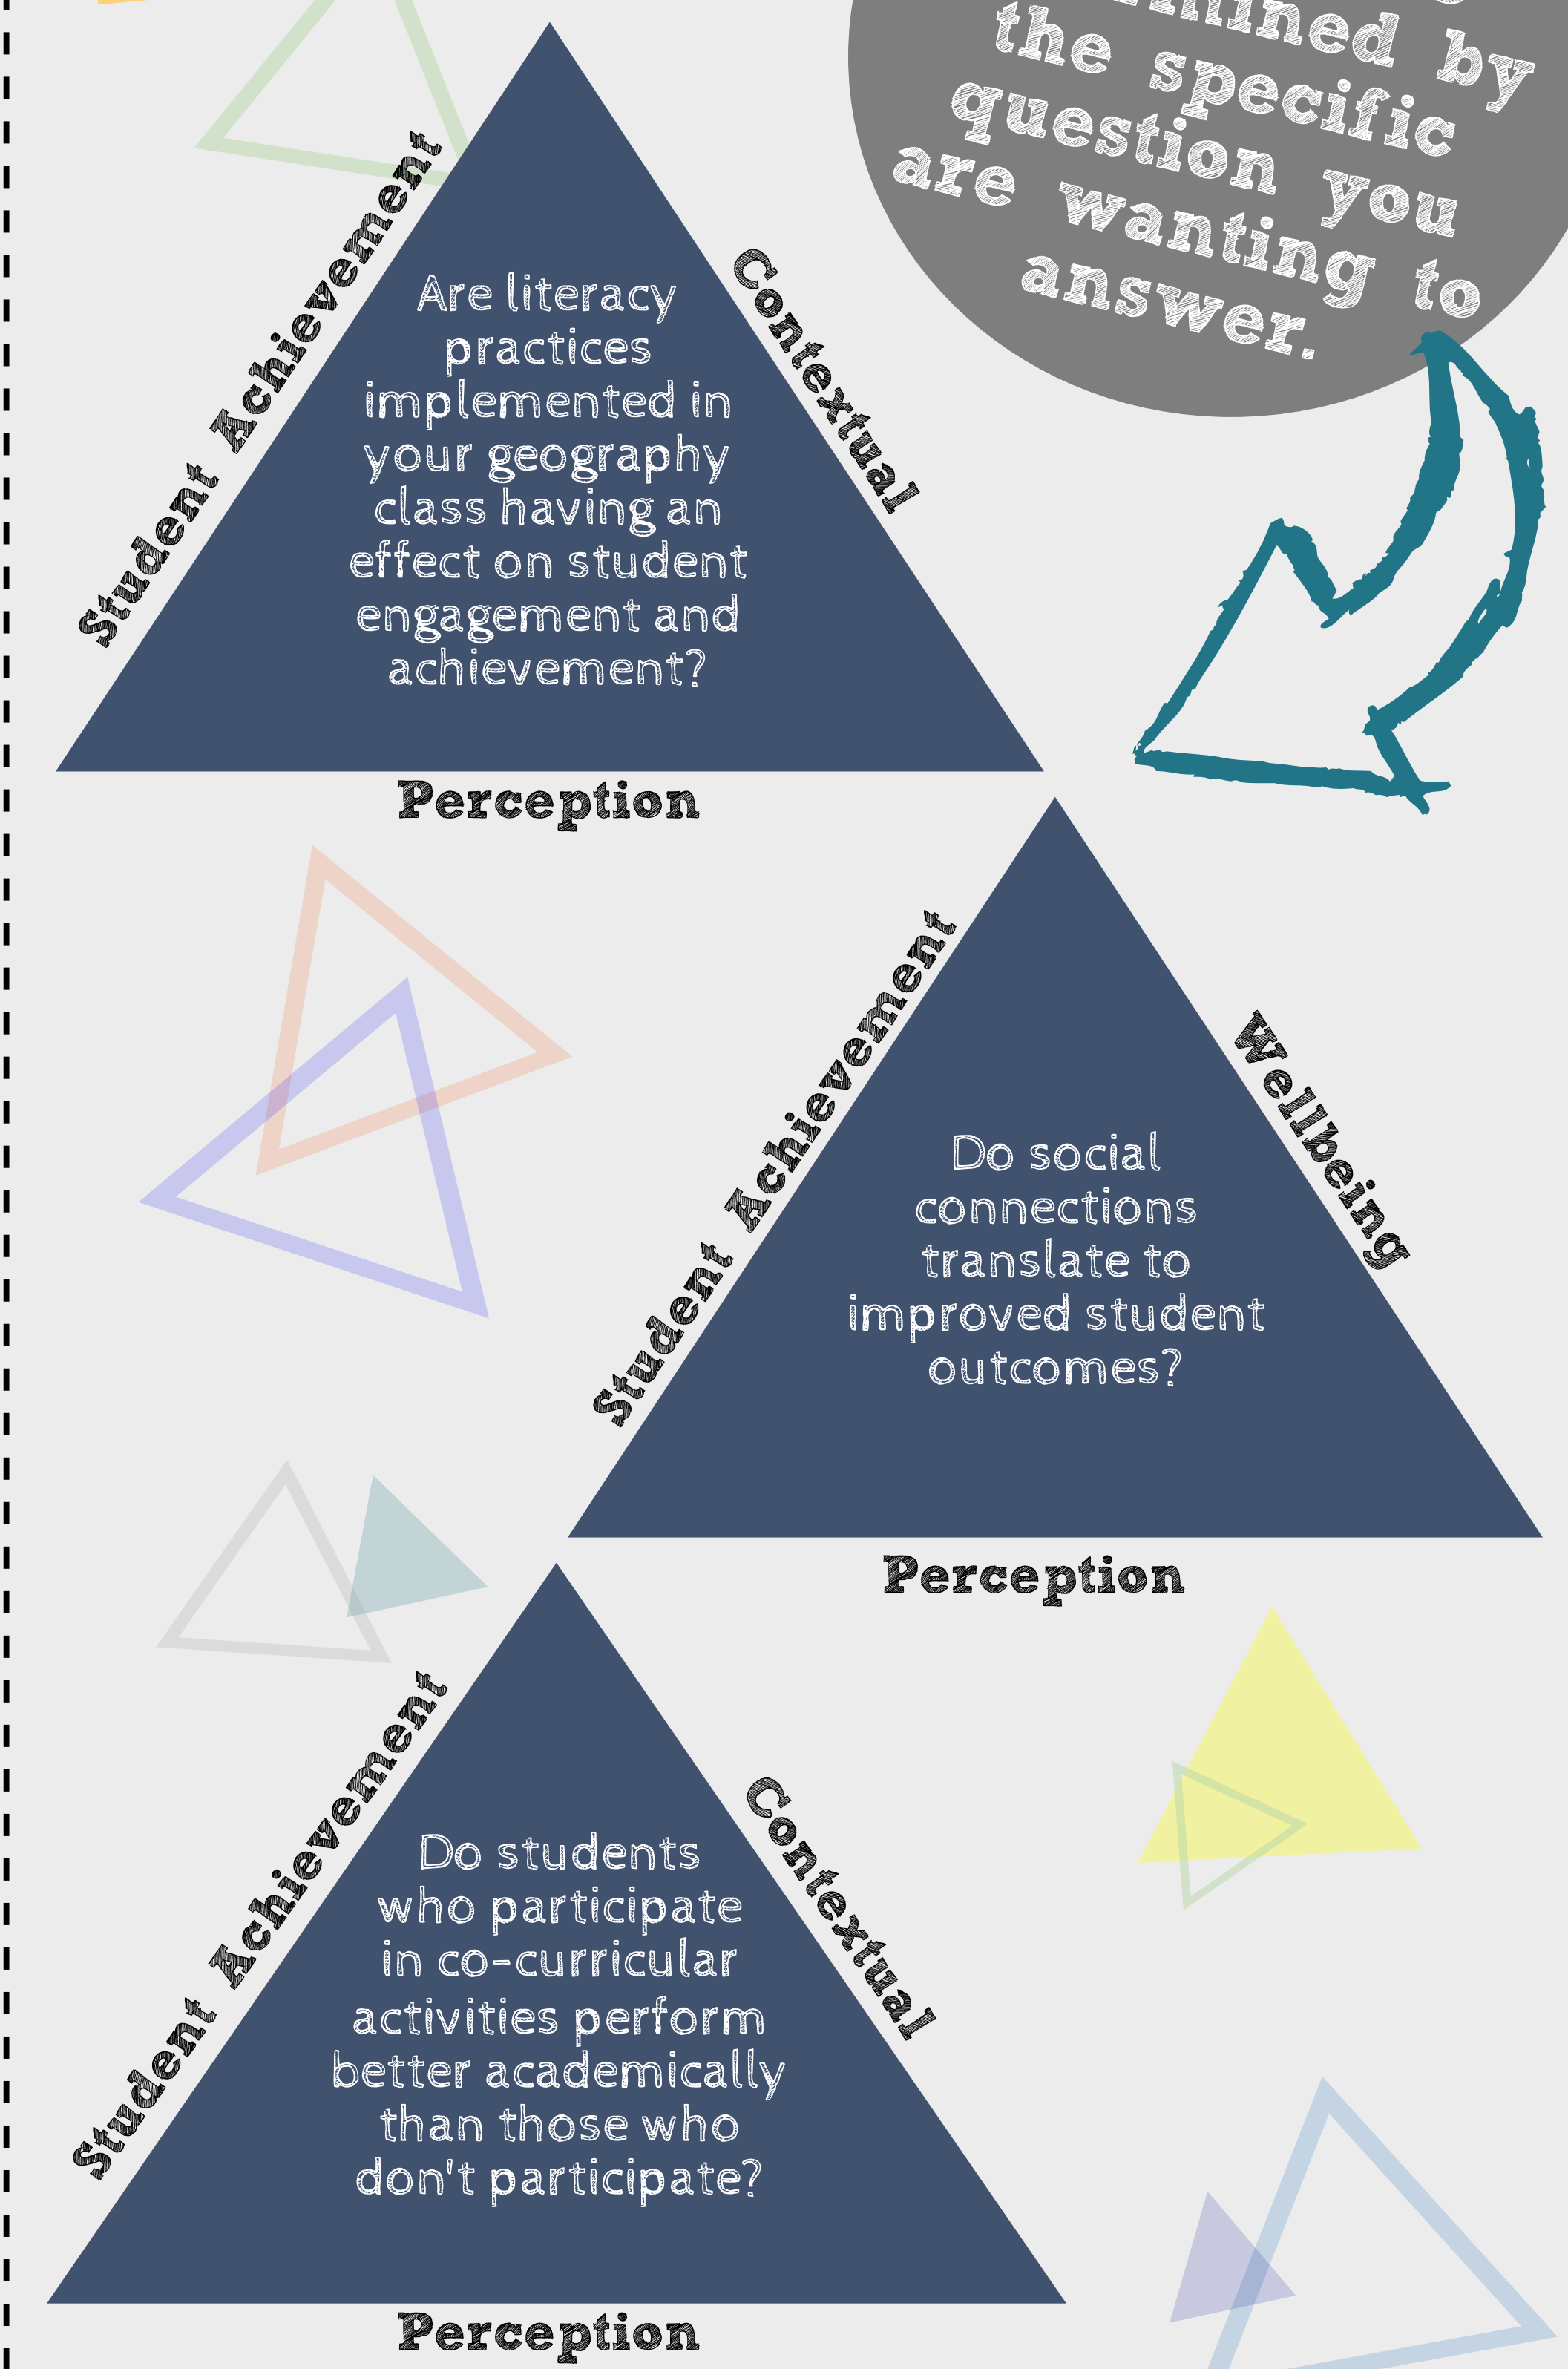 the specific
question you
are wanting to
answer.
Student Achievement
Contextual
Are literacy
practices
implemented in
your geography
class having an
effect on student
engagement and
achievement?
Perception
Student Achievement
Wellbeing
Do social
connections
translate to
improved student
outcomes?
Perception
Student Achievement
Contextual
Do students
who participate
in co-curricular
activities perform
better academically
than those who
don't participate?
Perception